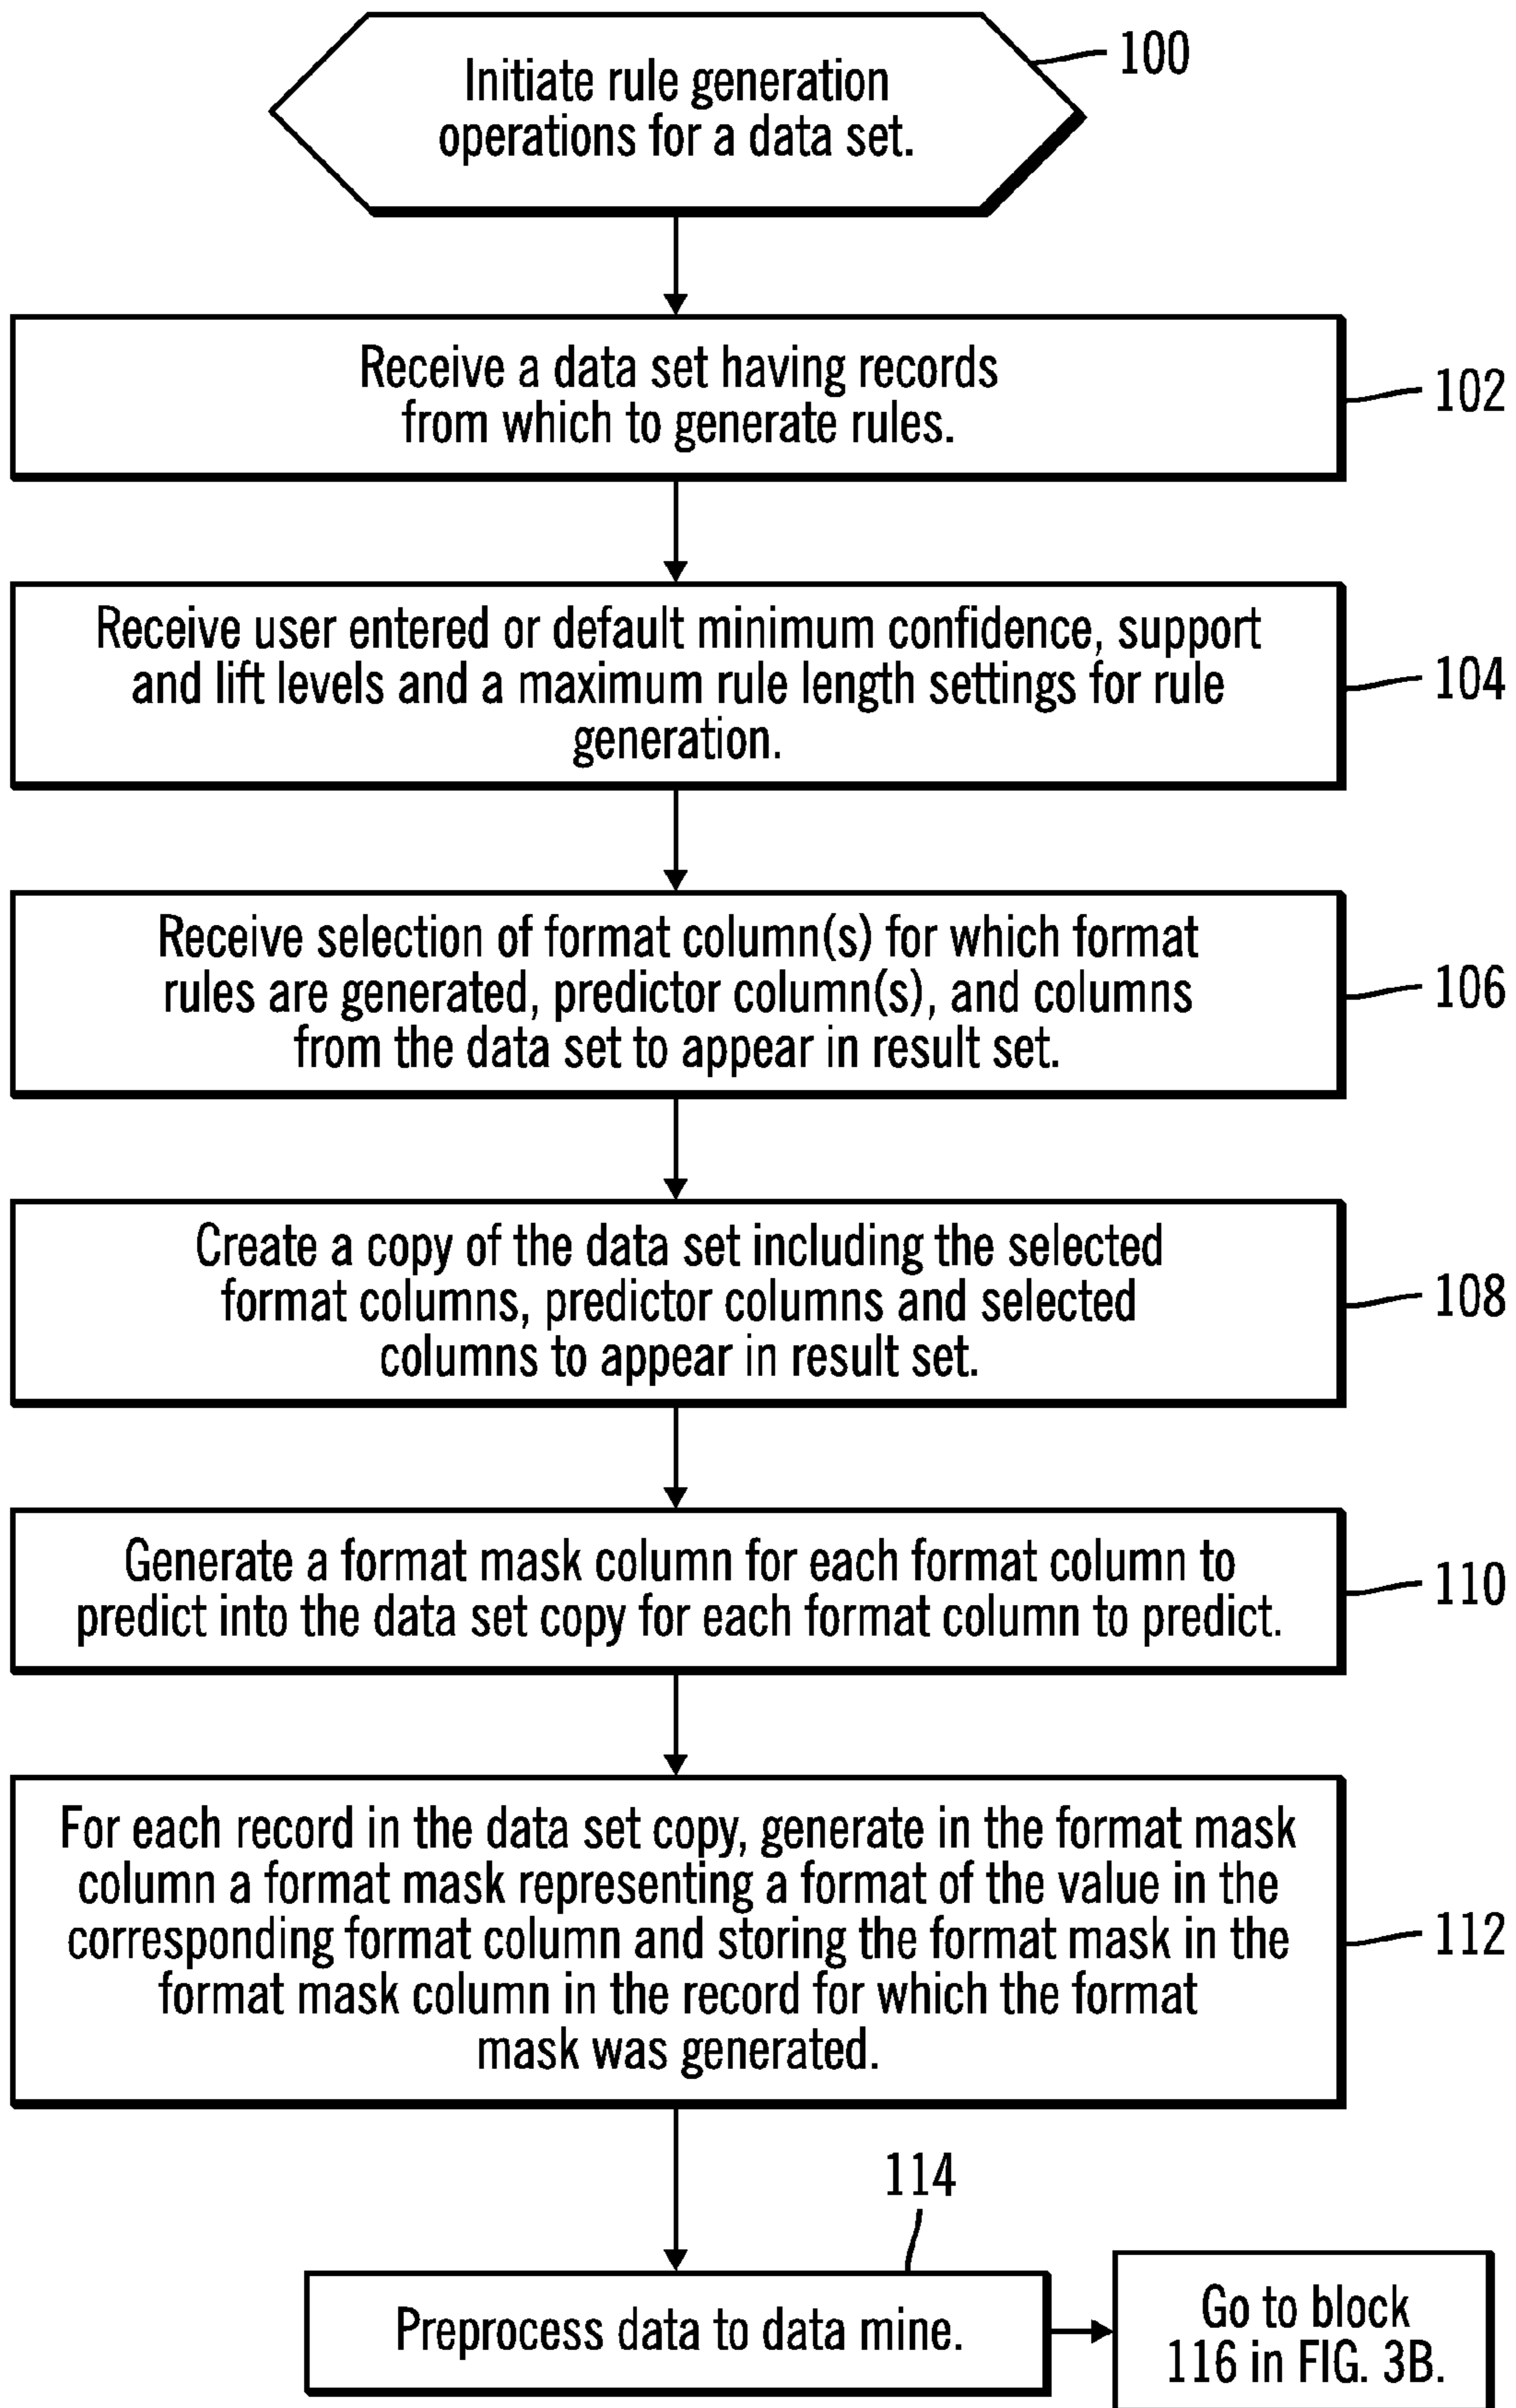 Initiate rule generation
operations for a data set.
100
Receive a data set having records
from which to generate rules.
102
Receive user entered or default minimum confidence, support
and lift levels and a maximum rule length settings for rule
generation.
104
Receive selection of format column(s) for which format
rules are generated, predictor column(s), and columns
from the data set to appear in result set.
106
Create a copy of the data set including the selected
format columns, predictor columns and selected
columns to appear in result set.
108
Generate a format mask column for each format column to
predict into the data set copy for each format column to predict.
110
For each record in the data set copy, generate in the format mask
column a format mask representing a format of the value in the
corresponding format column and storing the format mask in the
format mask column in the record for which the format
mask was generated.
112
114
Preprocess data to data mine.
Go to block
116 in FIG. 3B.